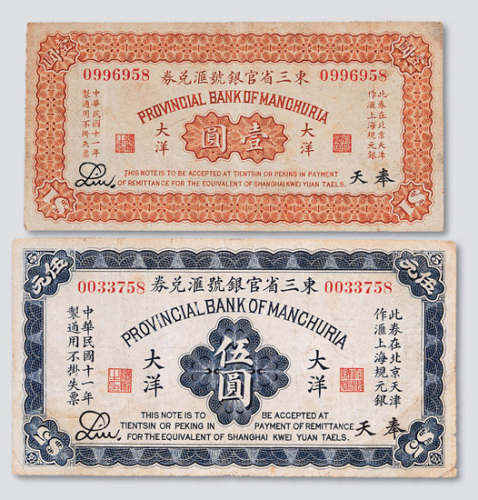 券兌滙號銀官省三東
0996958 0996958
PROVINCIAL BANK OF MANCHURIA
中華民國十一年
製通用不掛失票
此券在北京天津
作滙上海規元銀
大洋 圓壹 大洋
THIS NOTE IS TO BE ACCEPTED AT TIENTSIN OR PEKING IN PAYMENT
OF REMITTANCE FOR THE EQUIVALENT OF SHANGHAI KWEI YUAN TAELS.
天奉
1$ 1$
伍元 伍元
券兌滙號銀官省三東
0033758 0033758
PROVINCIAL BANK OF MANCHURIA
中華民國十一年
製通用不掛失票
此券在北京天津
作滙上海規元銀
大洋 伍圓 大洋
THIS NOTE IS TO BE ACCEPTED AT
TIENTSIN OR PEKING IN PAYMENT OF REMITTANCE
FOR THE EQUIVALENT OF SHANGHAI KWEI YUAN TAELS.
天奉
5$ 5$